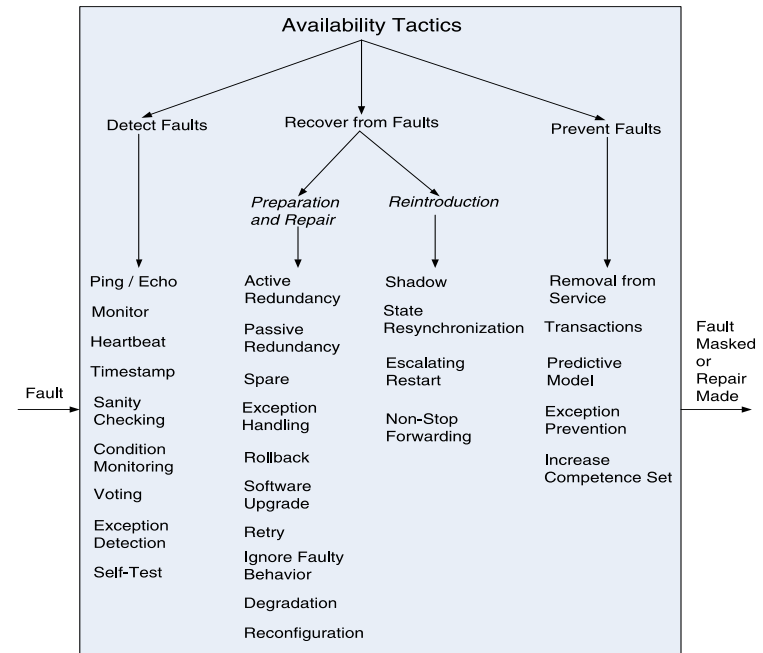 Availability Tactics
Detect Faults
Recover from Faults
Prevent Faults
Preparation
and Repair
Reintroduction
Ping / Echo
Monitor
Heartbeat
Timestamp
Sanity
Checking
Condition
Monitoring
Voting
Exception
Detection
Self-Test
Active
Redundancy
Passive
Redundancy
Spare
Exception
Handling
Rollback
Software
Upgrade
Retry
Ignore Faulty
Behavior
Degradation
Reconfiguration
Shadow
State
Resynchronization
Escalating
Restart
Non-Stop
Forwarding
Removal from
Service
Transactions
Predictive
Model
Exception
Prevention
Increase
Competence Set
Fault
Fault
Masked
or
Repair
Made